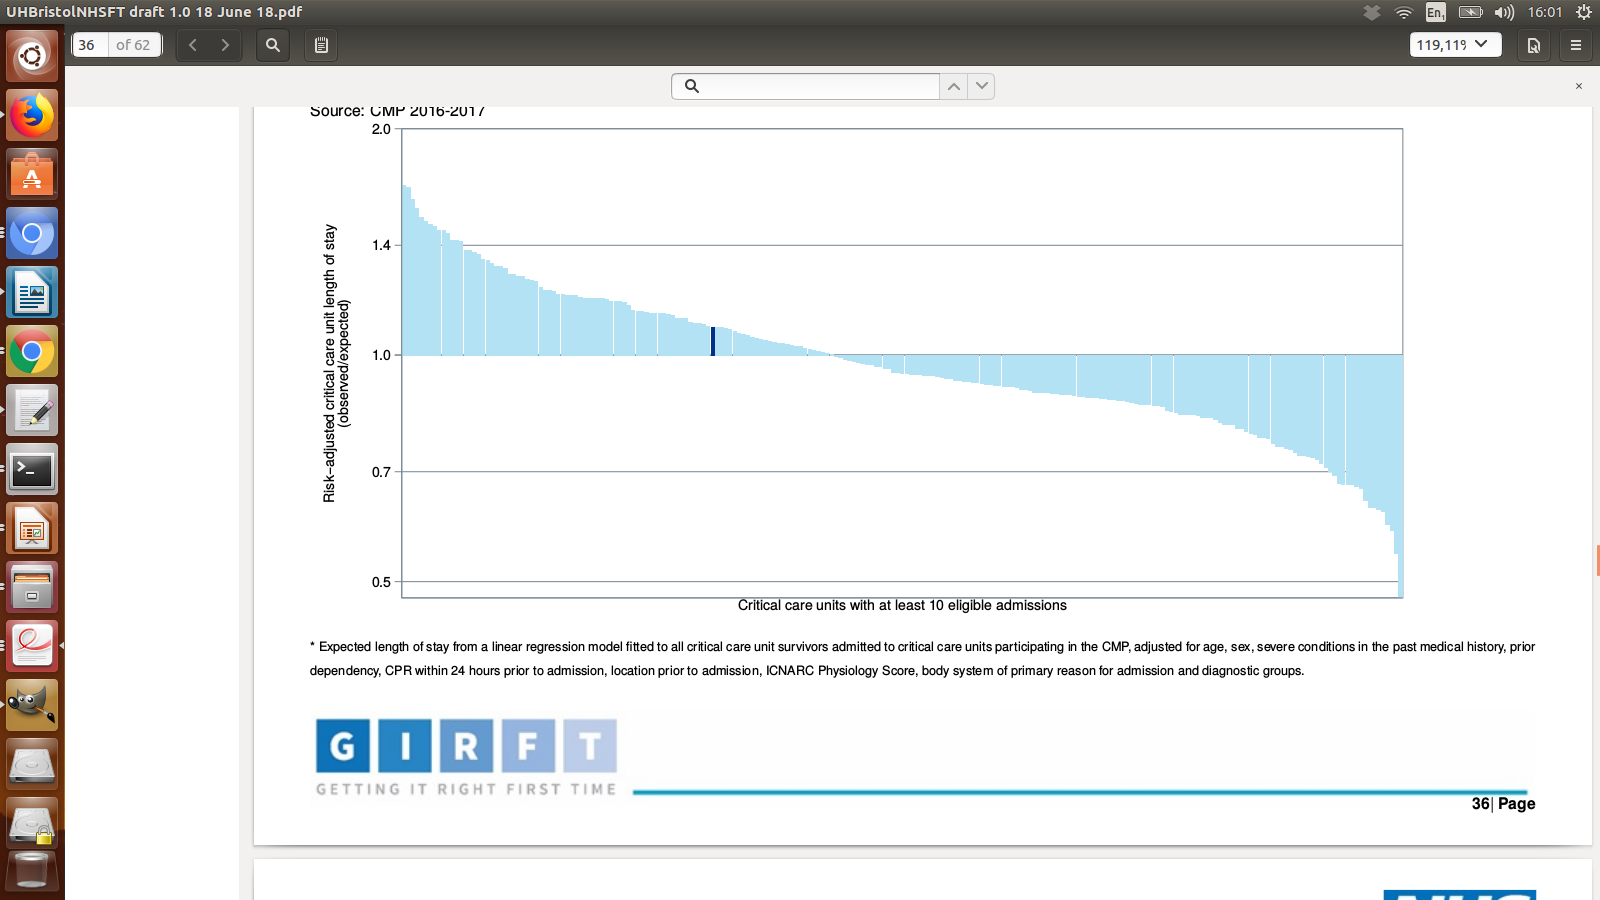 UHBristolNHSFT draft 1.0 18 June 18.pdf
En1
16:01
36 of 62
119,11%
Source: CMP 2016-2017
2.0
1.4
1.0
0.7
0.5
Risk-adjusted critical care unit length of stay
(observed/expected)
Critical care units with at least 10 eligible admissions
* Expected length of stay from a linear regression model fitted to all critical care unit survivors admitted to critical care units participating in the CMP, adjusted for age, sex, severe conditions in the past medical history, prior
dependency, CPR within 24 hours prior to admission, location prior to admission, ICNARC Physiology Score, body system of primary reason for admission and diagnostic groups.
G I R F T
GETTING IT RIGHT FIRST TIME
36| Page
NHS